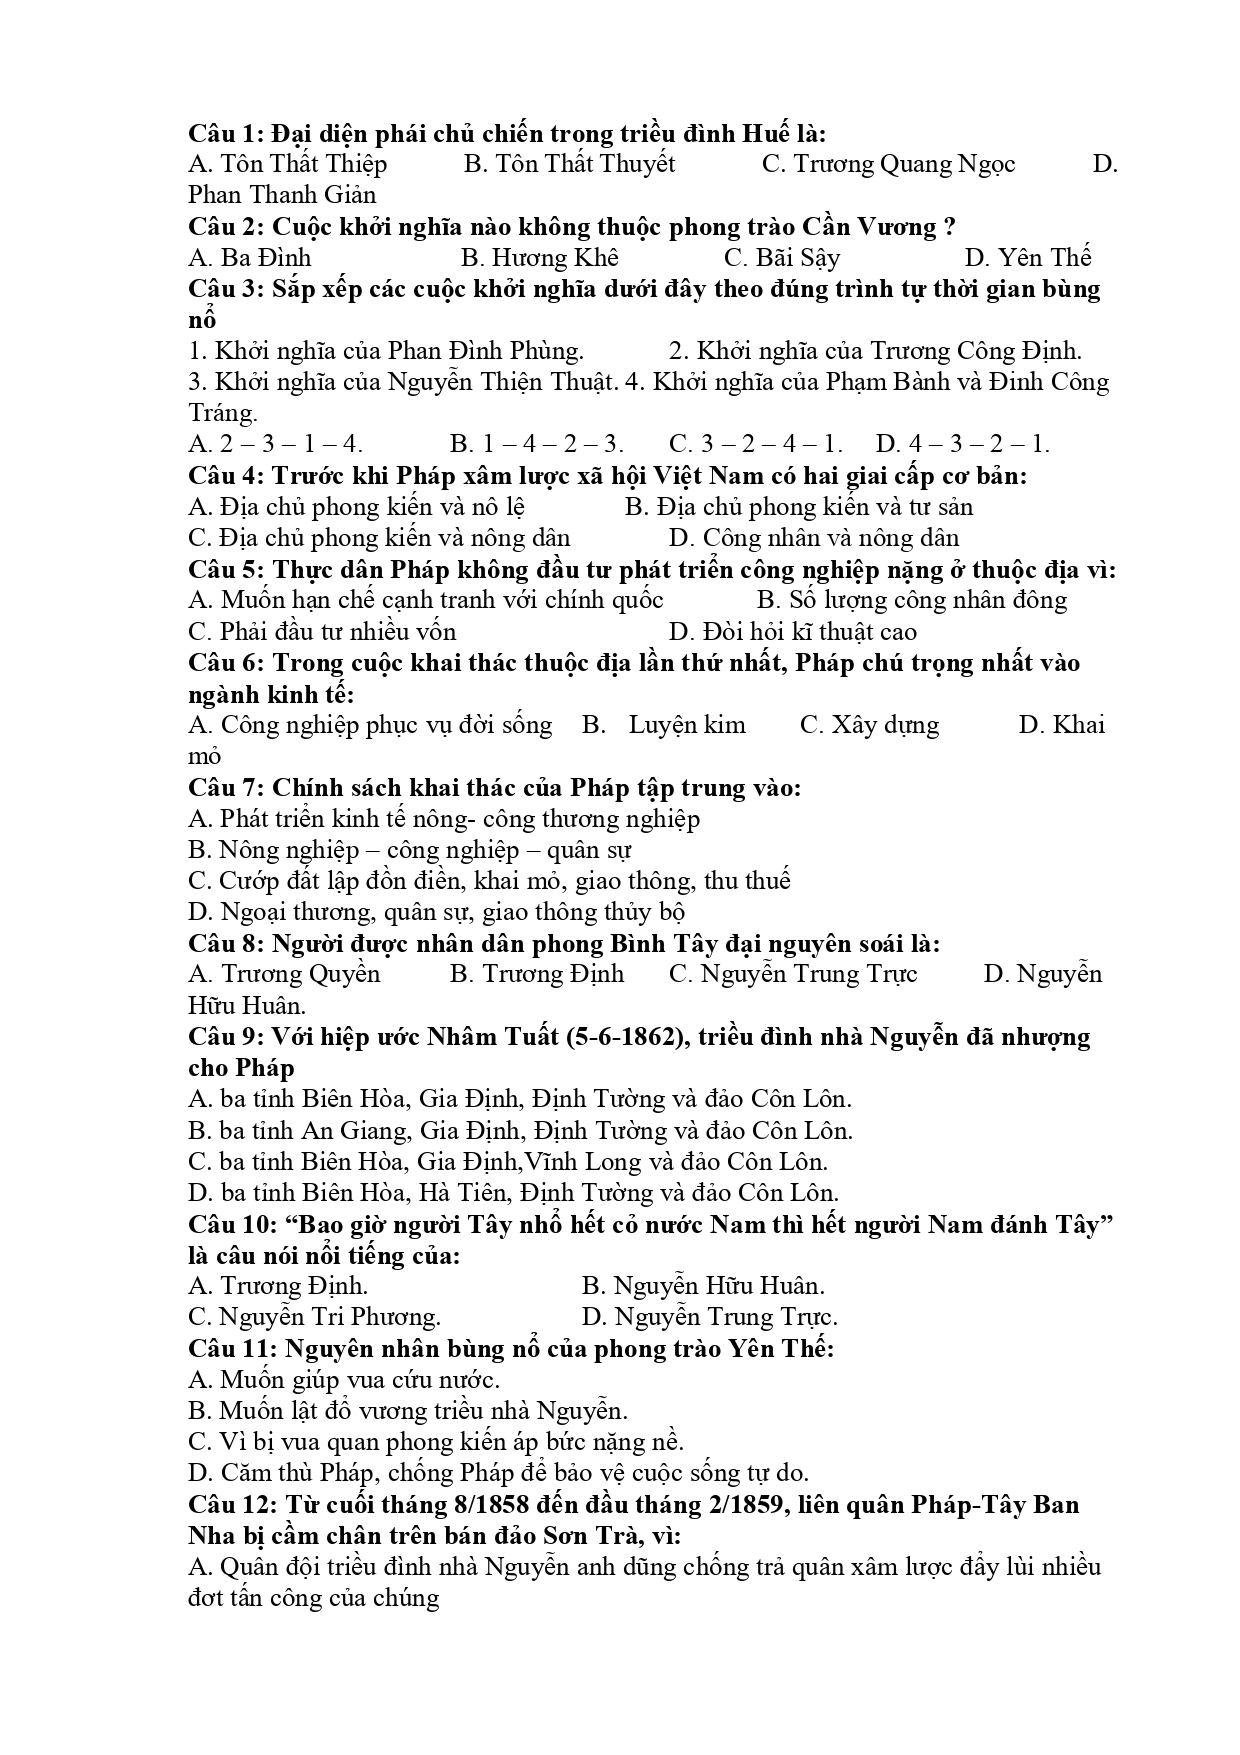 Câu 1: Đại diện phái chủ chiến trong triều đình Huế là:
A. Tôn Thất Thiệp B. Tôn Thất Thuyết C. Trương Quang Ngọc D.
Phan Thanh Giản
Câu 2: Cuộc khởi nghĩa nào không thuộc phong trào Cần Vương ?
A. Ba Đình B. Hương Khê C. Bãi Sậy D. Yên Thế
Câu 3: Sắp xếp các cuộc khởi nghĩa dưới đây theo đúng trình tự thời gian bùng
nổ
1. Khởi nghĩa của Phan Đình Phùng. 2. Khởi nghĩa của Trương Công Định.
3. Khởi nghĩa của Nguyễn Thiện Thuật. 4. Khởi nghĩa của Phạm Bành và Đinh Công
Tráng.
A. 2 – 3 – 1 – 4. B. 1 – 4 – 2 – 3. C. 3 – 2 – 4 – 1. D. 4 – 3 – 2 – 1.
Câu 4: Trước khi Pháp xâm lược xã hội Việt Nam có hai giai cấp cơ bản:
A. Địa chủ phong kiến và nô lệ B. Địa chủ phong kiến và tư sản
C. Địa chủ phong kiến và nông dân D. Công nhân và nông dân
Câu 5: Thực dân Pháp không đầu tư phát triển công nghiệp nặng ở thuộc địa vì:
A. Muốn hạn chế cạnh tranh với chính quốc B. Số lượng công nhân đông
C. Phải đầu tư nhiều vốn D. Đòi hỏi kĩ thuật cao
Câu 6: Trong cuộc khai thác thuộc địa lần thứ nhất, Pháp chú trọng nhất vào
ngành kinh tế:
A. Công nghiệp phục vụ đời sống B. Luyện kim C. Xây dựng D. Khai
mỏ
Câu 7: Chính sách khai thác của Pháp tập trung vào:
A. Phát triển kinh tế nông- công thương nghiệp
B. Nông nghiệp – công nghiệp – quân sự
C. Cướp đất lập đồn điền, khai mỏ, giao thông, thu thuế
D. Ngoại thương, quân sự, giao thông thủy bộ
Câu 8: Người được nhân dân phong Bình Tây đại nguyên soái là:
A. Trương Quyền B. Trương Định C. Nguyễn Trung Trực D. Nguyễn
Hữu Huân.
Câu 9: Với hiệp ước Nhâm Tuất (5-6-1862), triều đình nhà Nguyễn đã nhượng
cho Pháp
A. ba tỉnh Biên Hòa, Gia Định, Định Tường và đảo Côn Lôn.
B. ba tỉnh An Giang, Gia Định, Định Tường và đảo Côn Lôn.
C. ba tỉnh Biên Hòa, Gia Định,Vĩnh Long và đảo Côn Lôn.
D. ba tỉnh Biên Hòa, Hà Tiên, Định Tường và đảo Côn Lôn.
Câu 10: “Bao giờ người Tây nhổ hết cỏ nước Nam thì hết người Nam đánh Tây”
là câu nói nổi tiếng của:
A. Trương Định. B. Nguyễn Hữu Huân.
C. Nguyễn Tri Phương. D. Nguyễn Trung Trực.
Câu 11: Nguyên nhân bùng nổ của phong trào Yên Thế:
A. Muốn giúp vua cứu nước.
B. Muốn lật đổ vương triều nhà Nguyễn.
C. Vì bị vua quan phong kiến áp bức nặng nề.
D. Căm thù Pháp, chống Pháp để bảo vệ cuộc sống tự do.
Câu 12: Từ cuối tháng 8/1858 đến đầu tháng 2/1859, liên quân Pháp-Tây Ban
Nha bị cầm chân trên bán đảo Sơn Trà, vì:
A. Quân đội triều đình nhà Nguyễn anh dũng chống trả quân xâm lược đẩy lùi nhiều
đơt tấn công của chúng